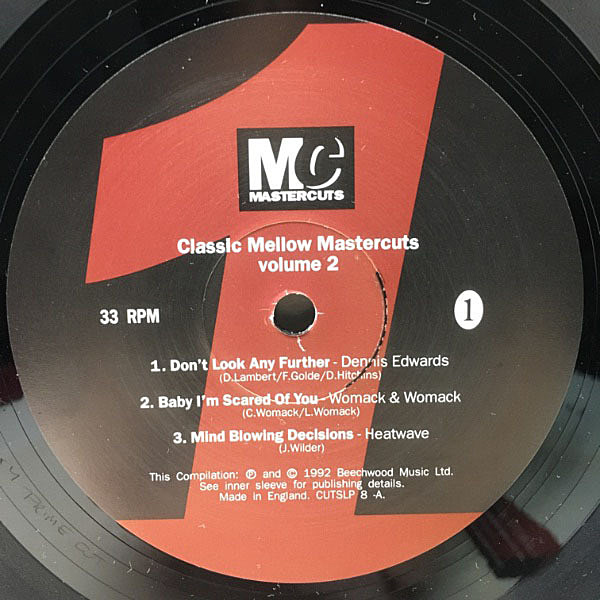 Mc
MASTERCUTS
Classic Mellow Mastercuts
volume 2
33 RPM
1
1. Don't Look Any Further - Dennis Edwards
(D.Lambert/F.Golde/D.Hitchins)
2. Baby I'm Scared Of You - Womack & Womack
(C.Womack/L.Womack)
3. Mind Blowing Decisions - Heatwave
(J.Wilder)
This Compilation: ℗ and © 1992 Beechwood Music Ltd.
See inner sleeve for publishing details.
Made in England. CUTSLP 8 -A.